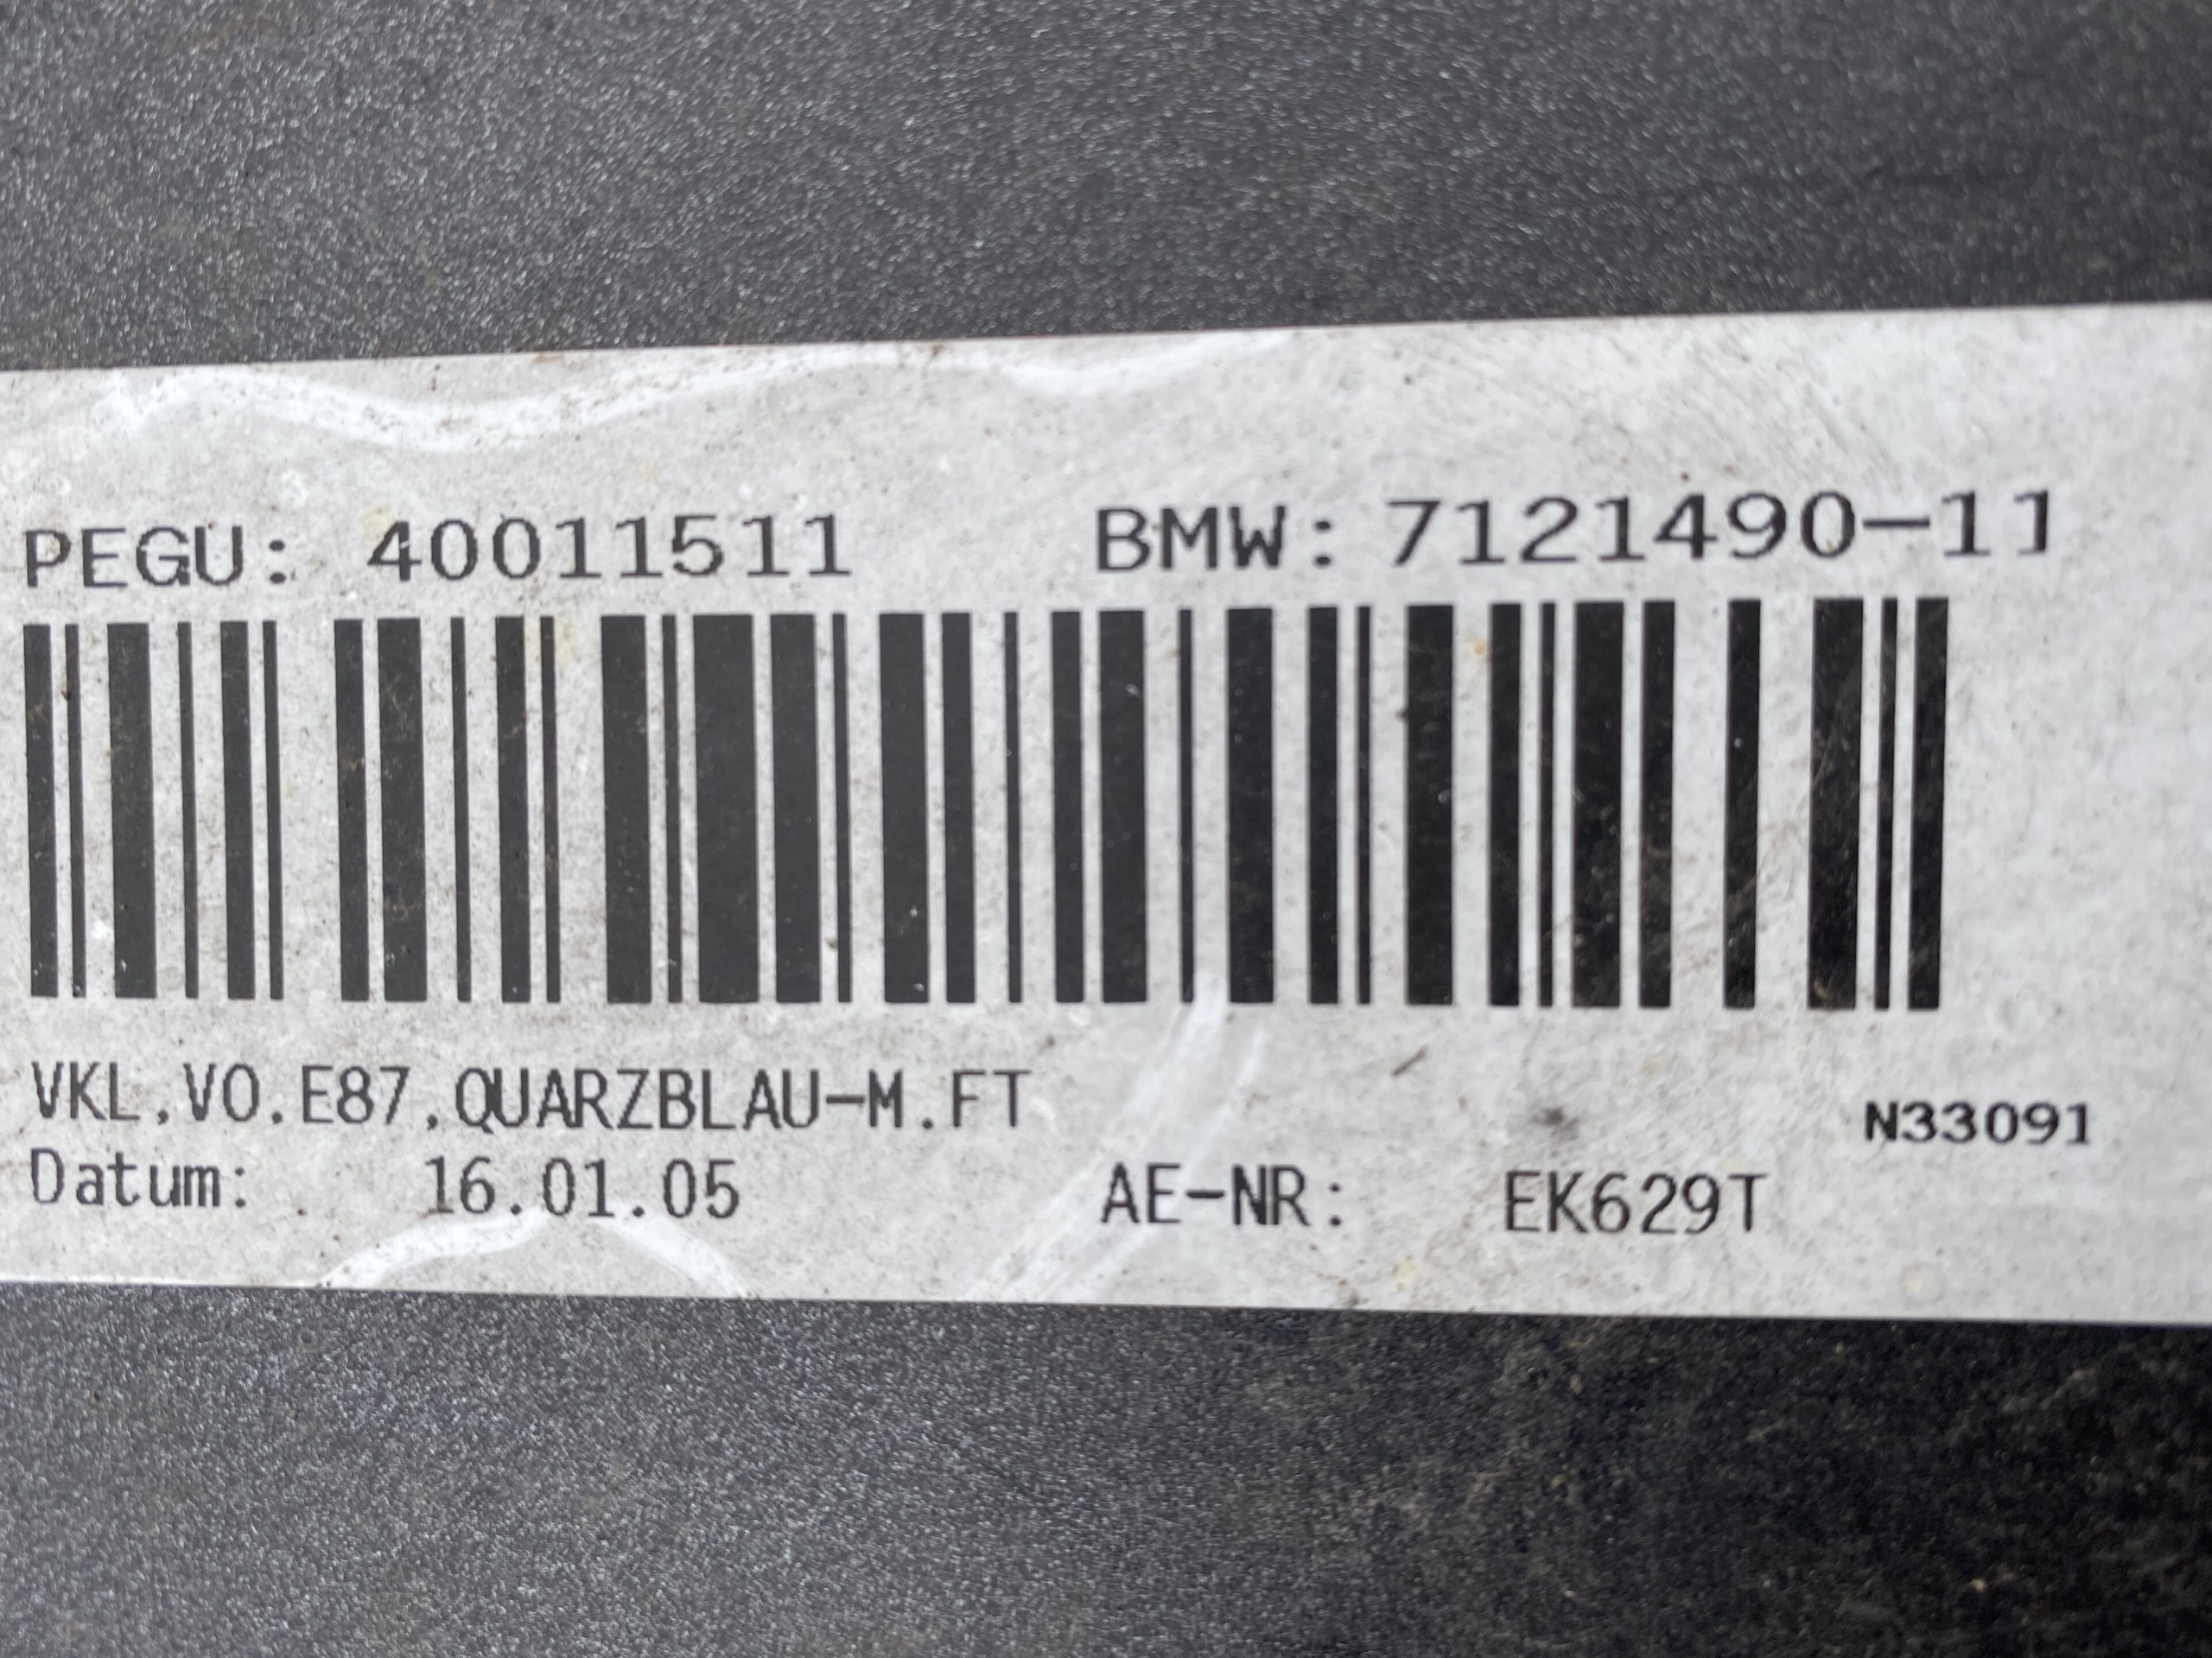 PEGU: 40011511 BMW: 7121490-11
VKL,VO.E87,QUARZBLAU-M.FT
N33091
Datum: 16.01.05 AE-NR: EK629T